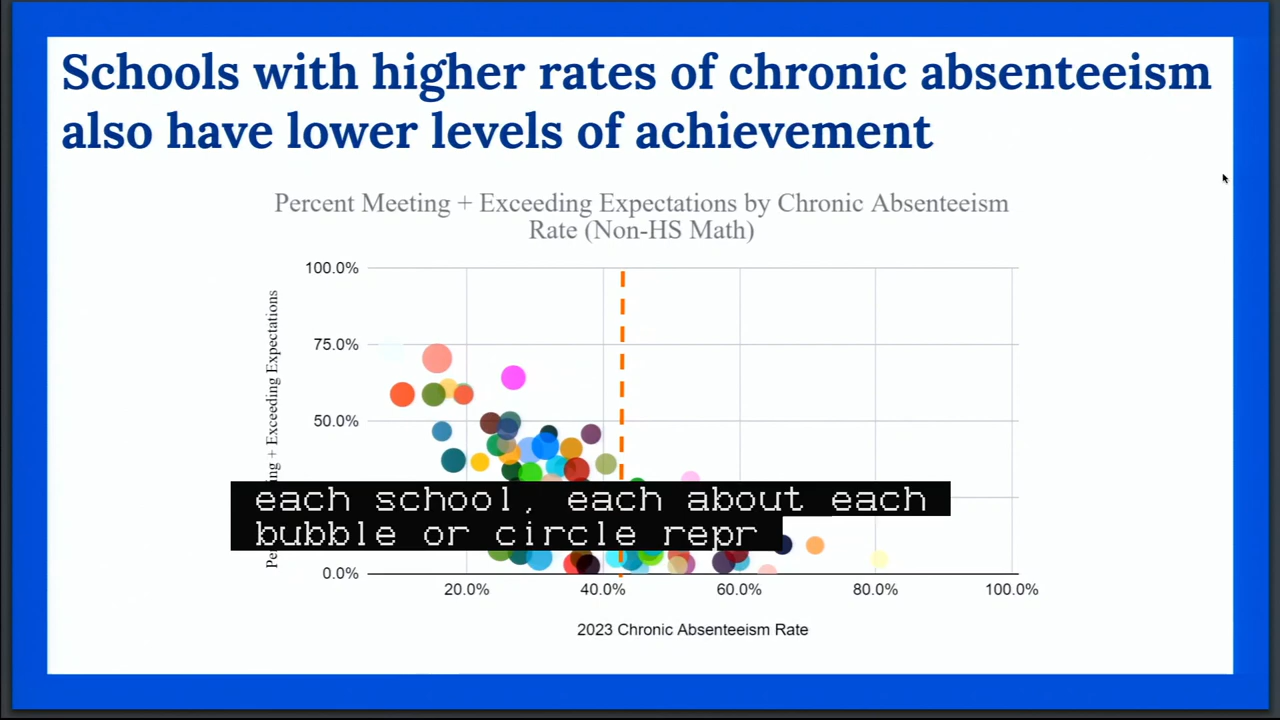 Schools with higher rates of chronic absenteeism
also have lower levels of achievement
Percent Meeting + Exceeding Expectations by Chronic Absenteeism
Rate (Non-HS Math)
+ Exceeding Expectations
100.0%
75.0%
50.0%
0.0%
each school, each about each
bubble or circle repr
20.0%
40.0%
60.0%
80.0%
100.0%
2023 Chronic Absenteeism Rate